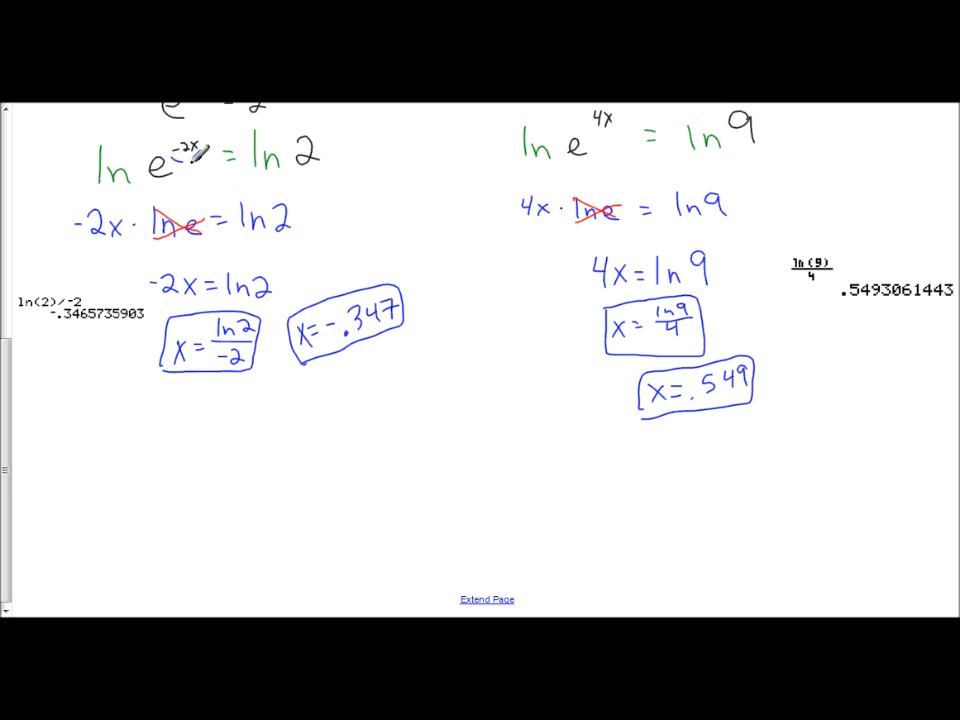 e = 2
ln e^-2x = ln 2
-2x · ln e = ln 2
-2x = ln 2
ln(2)/-2
-.3465735903
x = ln2/-2
x = -.347
ln e^4x = ln 9
4x · ln e = ln 9
4x = ln 9
ln(9)/4
.5493061443
x = ln9/4
x = .549
Extend Page